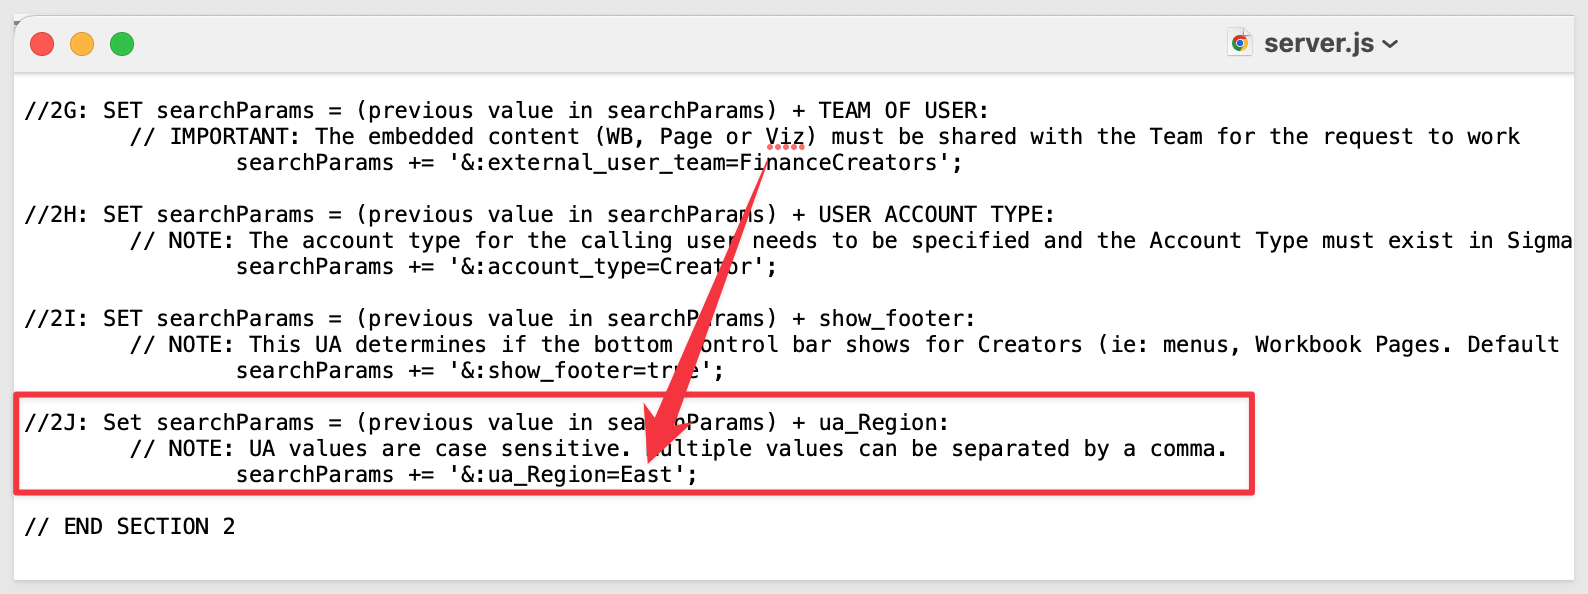 server.js
//2G: SET searchParams = (previous value in searchParams) + TEAM OF USER:
// IMPORTANT: The embedded content (WB, Page or Viz) must be shared with the Team for the request to work
searchParams += '&:external_user_team=FinanceCreators';
//2H: SET searchParams = (previous value in searchParams) + USER ACCOUNT TYPE:
// NOTE: The account type for the calling user needs to be specified and the Account Type must exist in Sigma
searchParams += '&:account_type=Creator';
//2I: SET searchParams = (previous value in searchParams) + show_footer:
// NOTE: This UA determines if the bottom control bar shows for Creators (ie: menus, Workbook Pages. Default
searchParams += '&:show_footer=true';
//2J: Set searchParams = (previous value in searchParams) + ua_Region:
// NOTE: UA values are case sensitive. Multiple values can be separated by a comma.
searchParams += '&:ua_Region=East';
// END SECTION 2